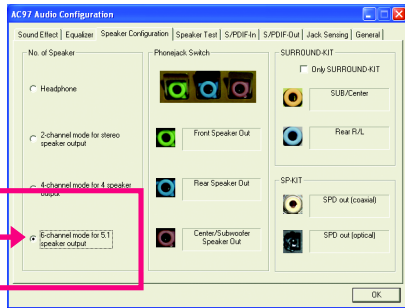 AC97 Audio Configuration
Sound Effect
Equalizer
Speaker Configuration
Speaker Test
S/PDIF-In
S/PDIF-Out
Jack Sensing
General
No. of Speaker
Headphone
2-channel mode for stereo
speaker output
4-channel mode for 4 speaker
output
6-channel mode for 5.1
speaker output
Phonejack Switch
Front Speaker Out
Rear Speaker Out
Center/Subwoofer
Speaker Out
SURROUND-KIT
Only SURROUND-KIT
SUB/Center
Rear R/L
SP-KIT
SPD out (coaxial)
SPD out (optical)
OK